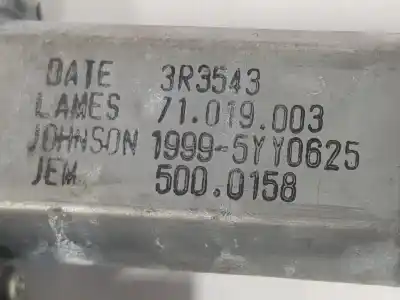 DATE 3R3543
LAMES 71.019.003
JOHNSON 1999-5YY0625
JEM 500.0158